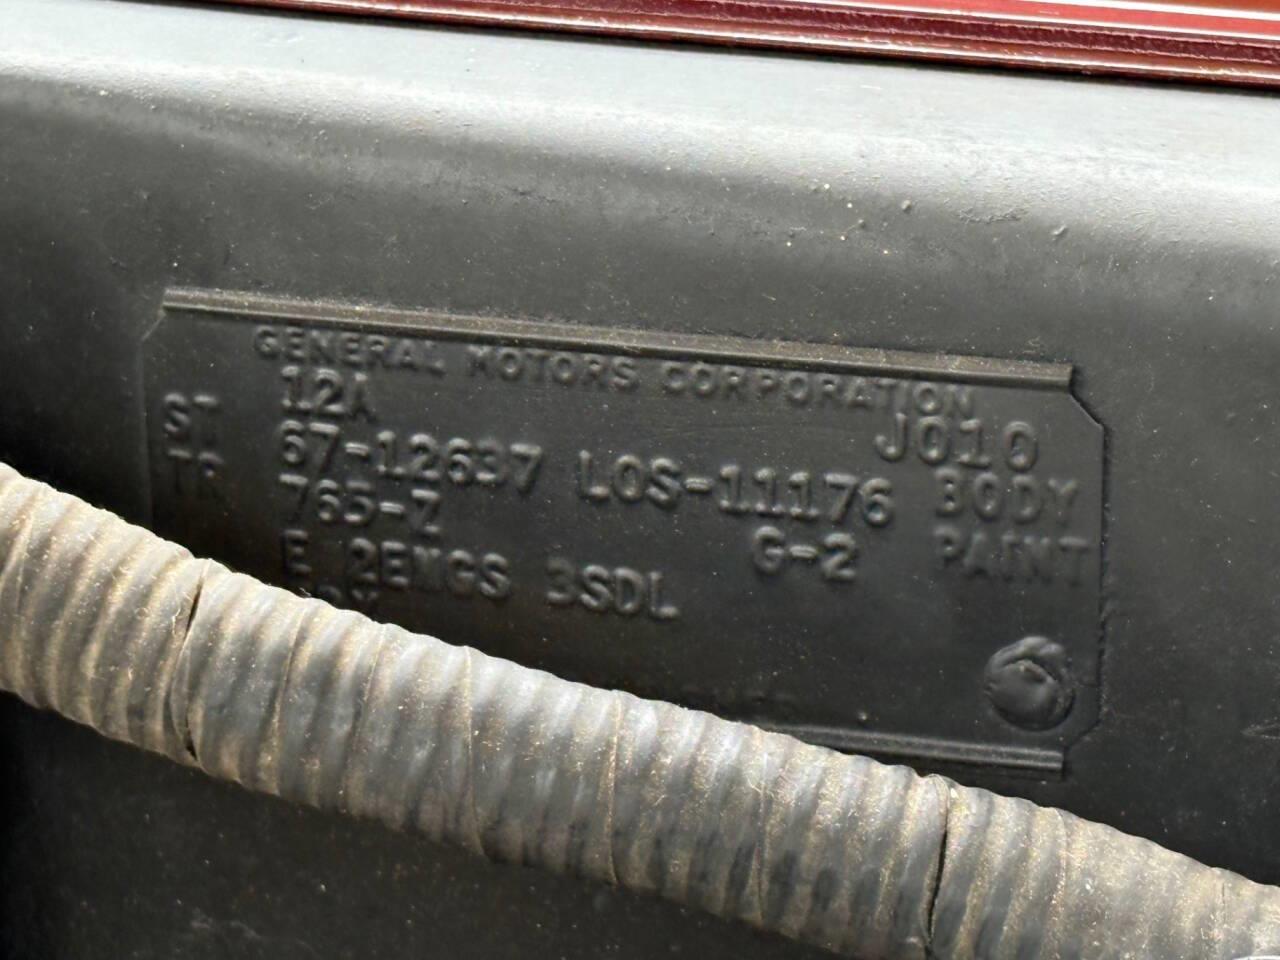 GENERAL MOTORS CORPORATION
12A J010
ST 67-12637 LOS-11176 BODY
TR 765-Z G-2 PAINT
E 2EMGS 3SDL